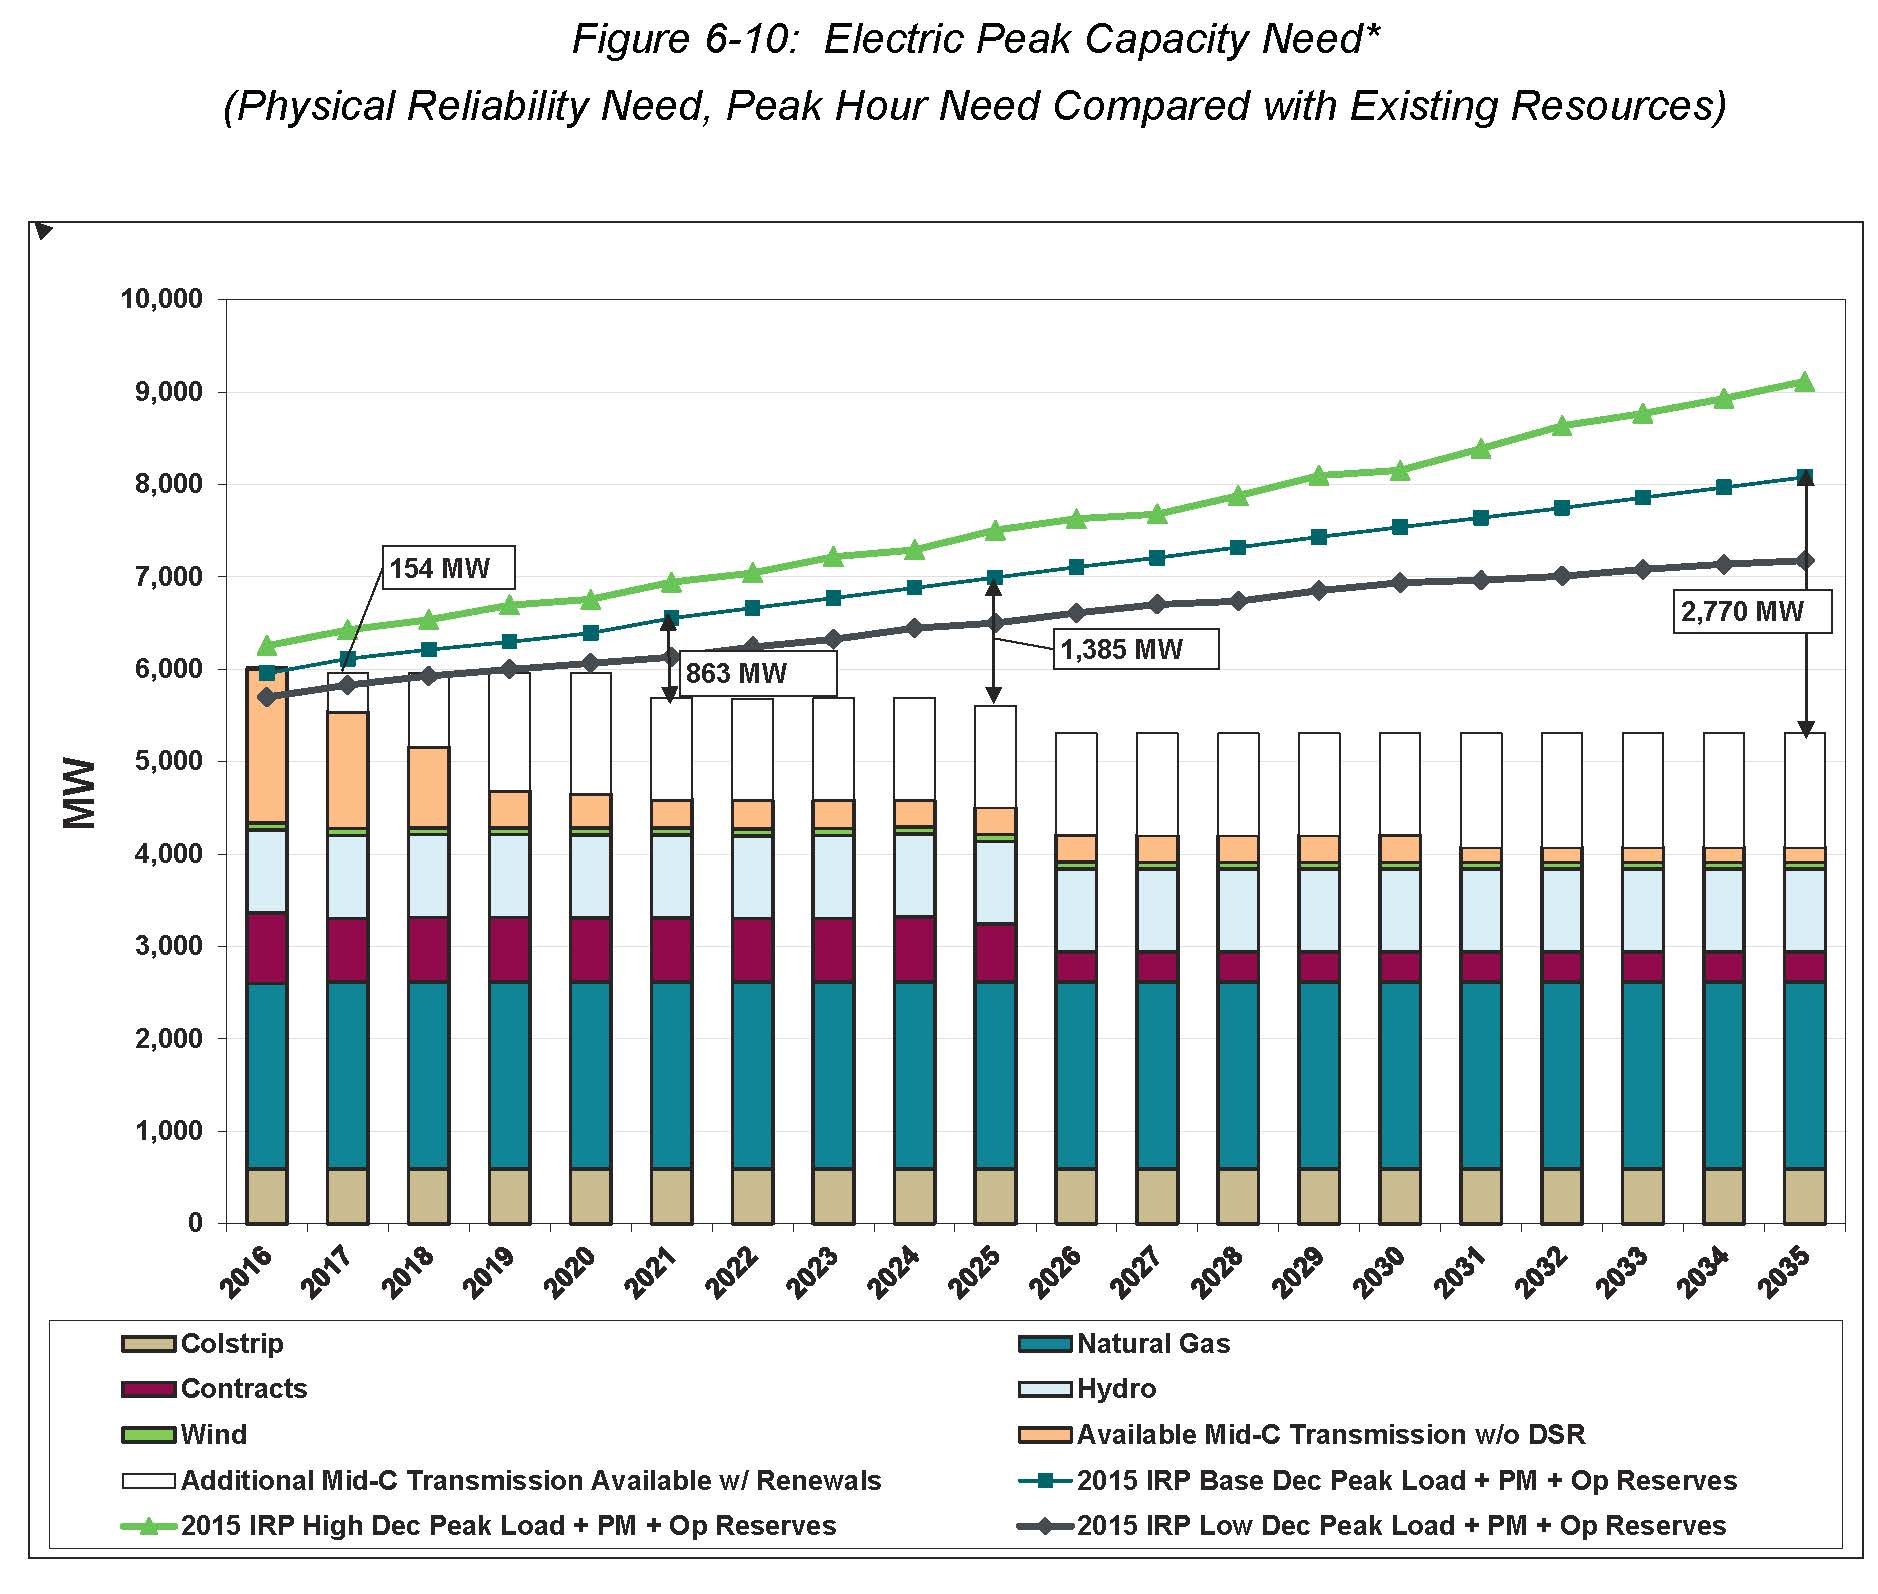 Figure 6-10: Electric Peak Capacity Need*
(Physical Reliability Need, Peak Hour Need Compared with Existing Resources)
10,000
9,000
8,000
7,000
6,000
5,000
4,000
3,000
2,000
1,000
0
MW
154 MW
863 MW
1,385 MW
2,770 MW
2016 2017 2018 2019 2020 2021 2022 2023 2024 2025 2026 2027 2028 2029 2030 2031 2032 2033 2034 2035
Colstrip Natural Gas
Contracts Hydro
Wind Available Mid-C Transmission w/o DSR
Additional Mid-C Transmission Available w/ Renewals 2015 IRP Base Dec Peak Load + PM + Op Reserves
2015 IRP High Dec Peak Load + PM + Op Reserves 2015 IRP Low Dec Peak Load + PM + Op Reserves